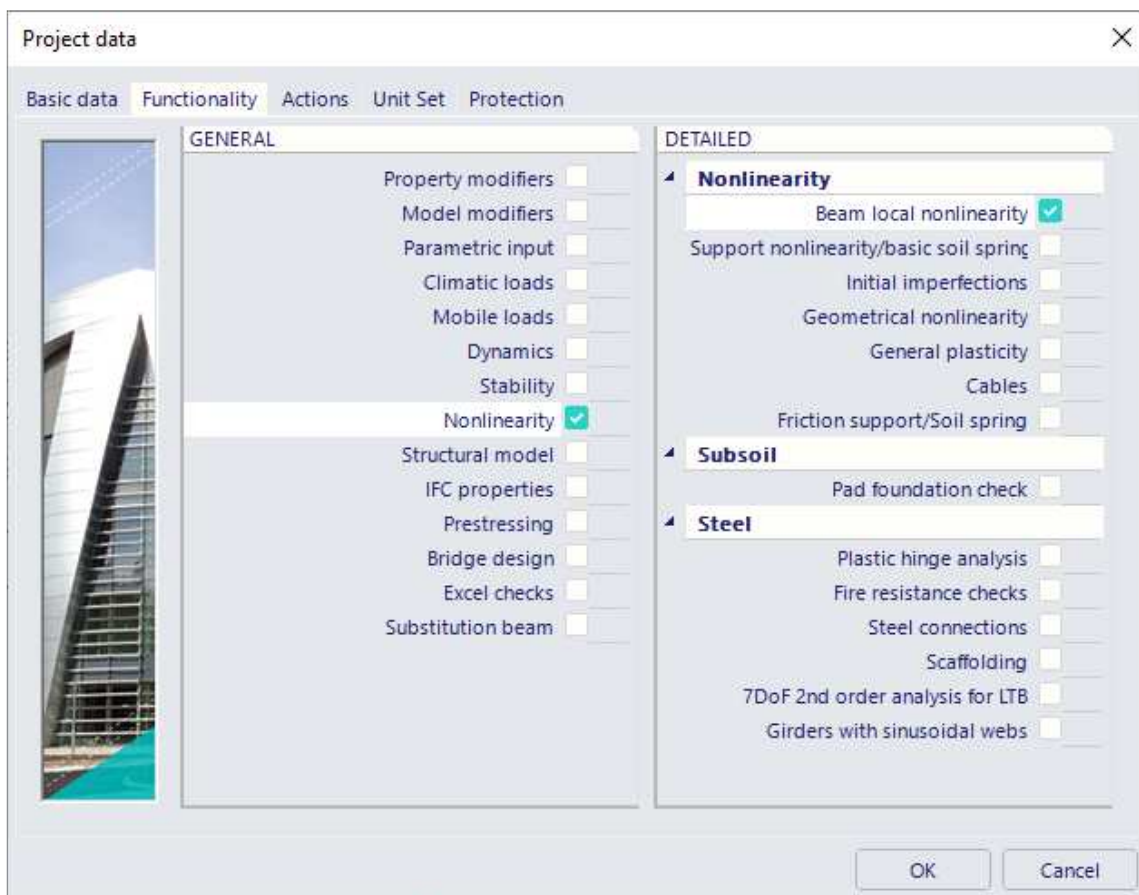 Project data
Basic data Functionality Actions Unit Set Protection
GENERAL
Property modifiers
Model modifiers
Parametric input
Climatic loads
Mobile loads
Dynamics
Stability
Nonlinearity
Structural model
IFC properties
Prestressing
Bridge design
Excel checks
Substitution beam
DETAILED
Nonlinearity
Beam local nonlinearity
Support nonlinearity/basic soil spring
Initial imperfections
Geometrical nonlinearity
General plasticity
Cables
Friction support/Soil spring
Subsoil
Pad foundation check
Steel
Plastic hinge analysis
Fire resistance checks
Steel connections
Scaffolding
7DoF 2nd order analysis for LTB
Girders with sinusoidal webs
OK Cancel